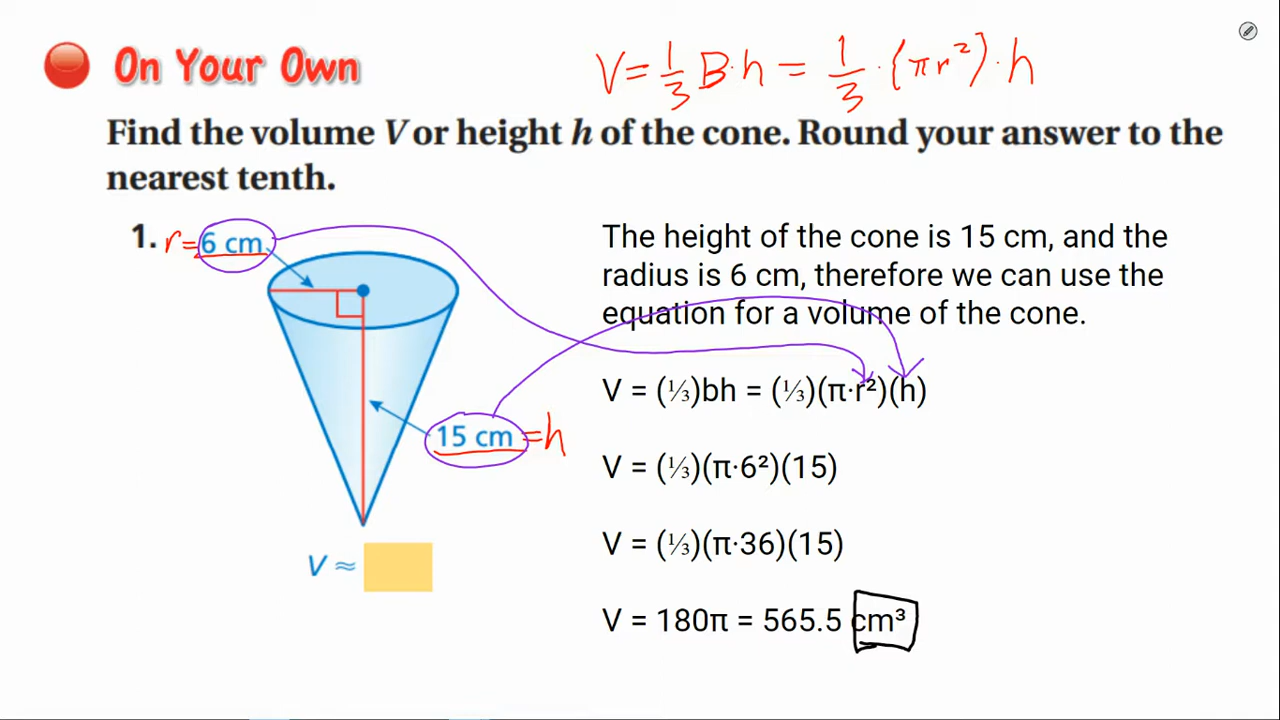 On Your Own
V = 1/3 B·h = 1/3 · (πr²) · h
Find the volume V or height h of the cone. Round your answer to the
nearest tenth.
1. r = 6 cm
15 cm = h
V ≈
The height of the cone is 15 cm, and the
radius is 6 cm, therefore we can use the
equation for a volume of the cone.
V = (⅓)bh = (⅓)(π·r²)(h)
V = (⅓)(π·6²)(15)
V = (⅓)(π·36)(15)
V = 180π = 565.5 cm³